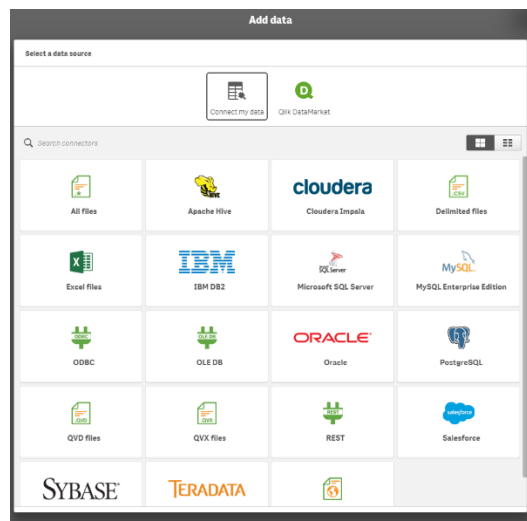 Add data
Select a data source
Connect my data
Qlik DataMarket
Search connectors
All files
HIVE
Apache Hive
cloudera
Cloudera Impala
.CSV
Delimited files
Excel files
IBM
IBM DB2
SQL Server
Microsoft SQL Server
MySQL
MySQL Enterprise Edition
ODBC
ODBC
OLE DB
OLE DB
ORACLE
Oracle
PostgreSQL
.QVD
QVD files
.QVX
QVX files
REST
REST
salesforce
Salesforce
SYBASE
TERADATA